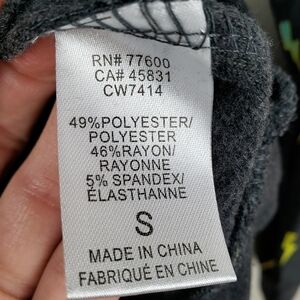 RN# 77600
CA# 45831
CW7414
49%POLYESTER/
POLYESTER
46%RAYON/
RAYONNE
5% SPANDEX/
ÉLASTHANNE
S
MADE IN CHINA
FABRIQUÉ EN CHINE